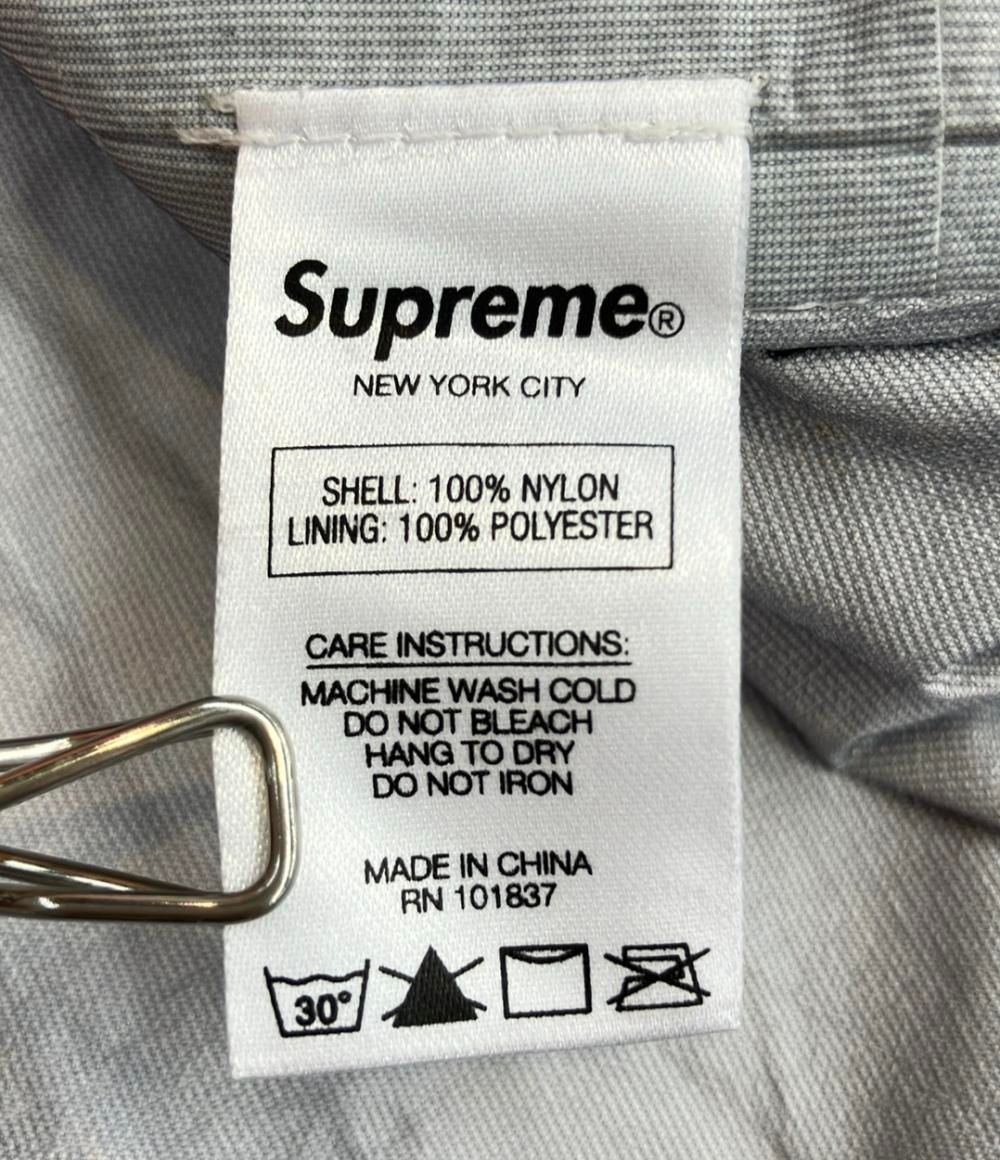 Supreme®
NEW YORK CITY
SHELL: 100% NYLON
LINING: 100% POLYESTER
CARE INSTRUCTIONS:
MACHINE WASH COLD
DO NOT BLEACH
HANG TO DRY
DO NOT IRON
MADE IN CHINA
RN 101837
30°